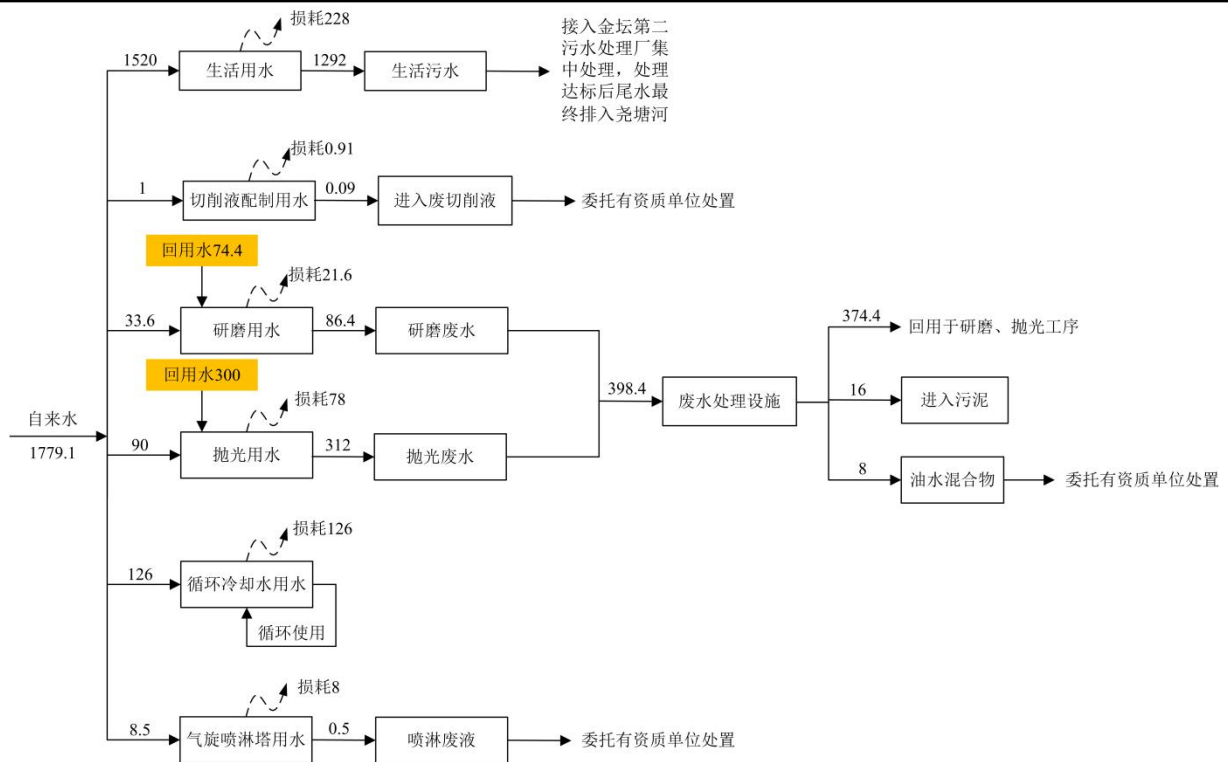 损耗228
1520
生活用水
1292
生活污水
接入金坛第二
污水处理厂集
中处理，处理
达标后尾水最
终排入尧塘河
损耗0.91
1
切削液配制用水
0.09
进入废切削液
委托有资质单位处置
回用水74.4
损耗21.6
33.6
研磨用水
86.4
研磨废水
374.4
回用于研磨、抛光工序
回用水300
损耗78
398.4
废水处理设施
16
进入污泥
自来水
1779.1
90
抛光用水
312
抛光废水
8
油水混合物
委托有资质单位处置
损耗126
126
循环冷却水用水
循环使用
损耗8
8.5
气旋喷淋塔用水
0.5
喷淋废液
委托有资质单位处置